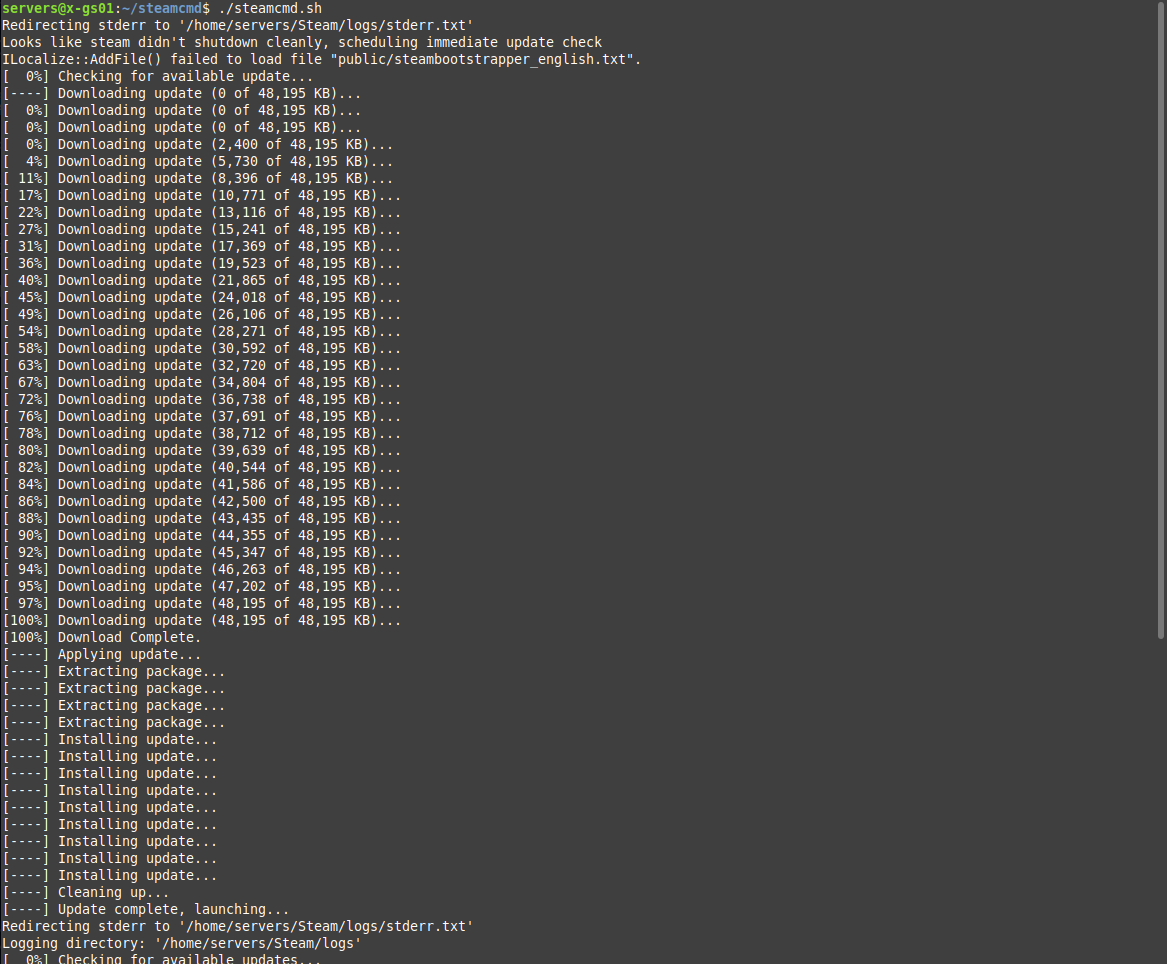 servers@x-gs01:~/steamcmd$ ./steamcmd.sh
Redirecting stderr to '/home/servers/Steam/logs/stderr.txt'
Looks like steam didn't shutdown cleanly, scheduling immediate update check
ILocalize::AddFile() failed to load file "public/steambootstrapper_english.txt".
[  0%] Checking for available update...
[----] Downloading update (0 of 48,195 KB)...
[  0%] Downloading update (0 of 48,195 KB)...
[  0%] Downloading update (0 of 48,195 KB)...
[  0%] Downloading update (2,400 of 48,195 KB)...
[  4%] Downloading update (5,730 of 48,195 KB)...
[ 11%] Downloading update (8,396 of 48,195 KB)...
[ 17%] Downloading update (10,771 of 48,195 KB)...
[ 22%] Downloading update (13,116 of 48,195 KB)...
[ 27%] Downloading update (15,241 of 48,195 KB)...
[ 31%] Downloading update (17,369 of 48,195 KB)...
[ 36%] Downloading update (19,523 of 48,195 KB)...
[ 40%] Downloading update (21,865 of 48,195 KB)...
[ 45%] Downloading update (24,018 of 48,195 KB)...
[ 49%] Downloading update (26,106 of 48,195 KB)...
[ 54%] Downloading update (28,271 of 48,195 KB)...
[ 58%] Downloading update (30,592 of 48,195 KB)...
[ 63%] Downloading update (32,720 of 48,195 KB)...
[ 67%] Downloading update (34,804 of 48,195 KB)...
[ 72%] Downloading update (36,738 of 48,195 KB)...
[ 76%] Downloading update (37,691 of 48,195 KB)...
[ 78%] Downloading update (38,712 of 48,195 KB)...
[ 80%] Downloading update (39,639 of 48,195 KB)...
[ 82%] Downloading update (40,544 of 48,195 KB)...
[ 84%] Downloading update (41,586 of 48,195 KB)...
[ 86%] Downloading update (42,500 of 48,195 KB)...
[ 88%] Downloading update (43,435 of 48,195 KB)...
[ 90%] Downloading update (44,355 of 48,195 KB)...
[ 92%] Downloading update (45,347 of 48,195 KB)...
[ 94%] Downloading update (46,263 of 48,195 KB)...
[ 95%] Downloading update (47,202 of 48,195 KB)...
[ 97%] Downloading update (48,195 of 48,195 KB)...
[100%] Downloading update (48,195 of 48,195 KB)...
[100%] Download Complete.
[----] Applying update...
[----] Extracting package...
[----] Extracting package...
[----] Extracting package...
[----] Extracting package...
[----] Installing update...
[----] Installing update...
[----] Installing update...
[----] Installing update...
[----] Installing update...
[----] Installing update...
[----] Installing update...
[----] Installing update...
[----] Installing update...
[----] Cleaning up...
[----] Update complete, launching...
Redirecting stderr to '/home/servers/Steam/logs/stderr.txt'
Logging directory: '/home/servers/Steam/logs'
[  0%] Checking for available updates...